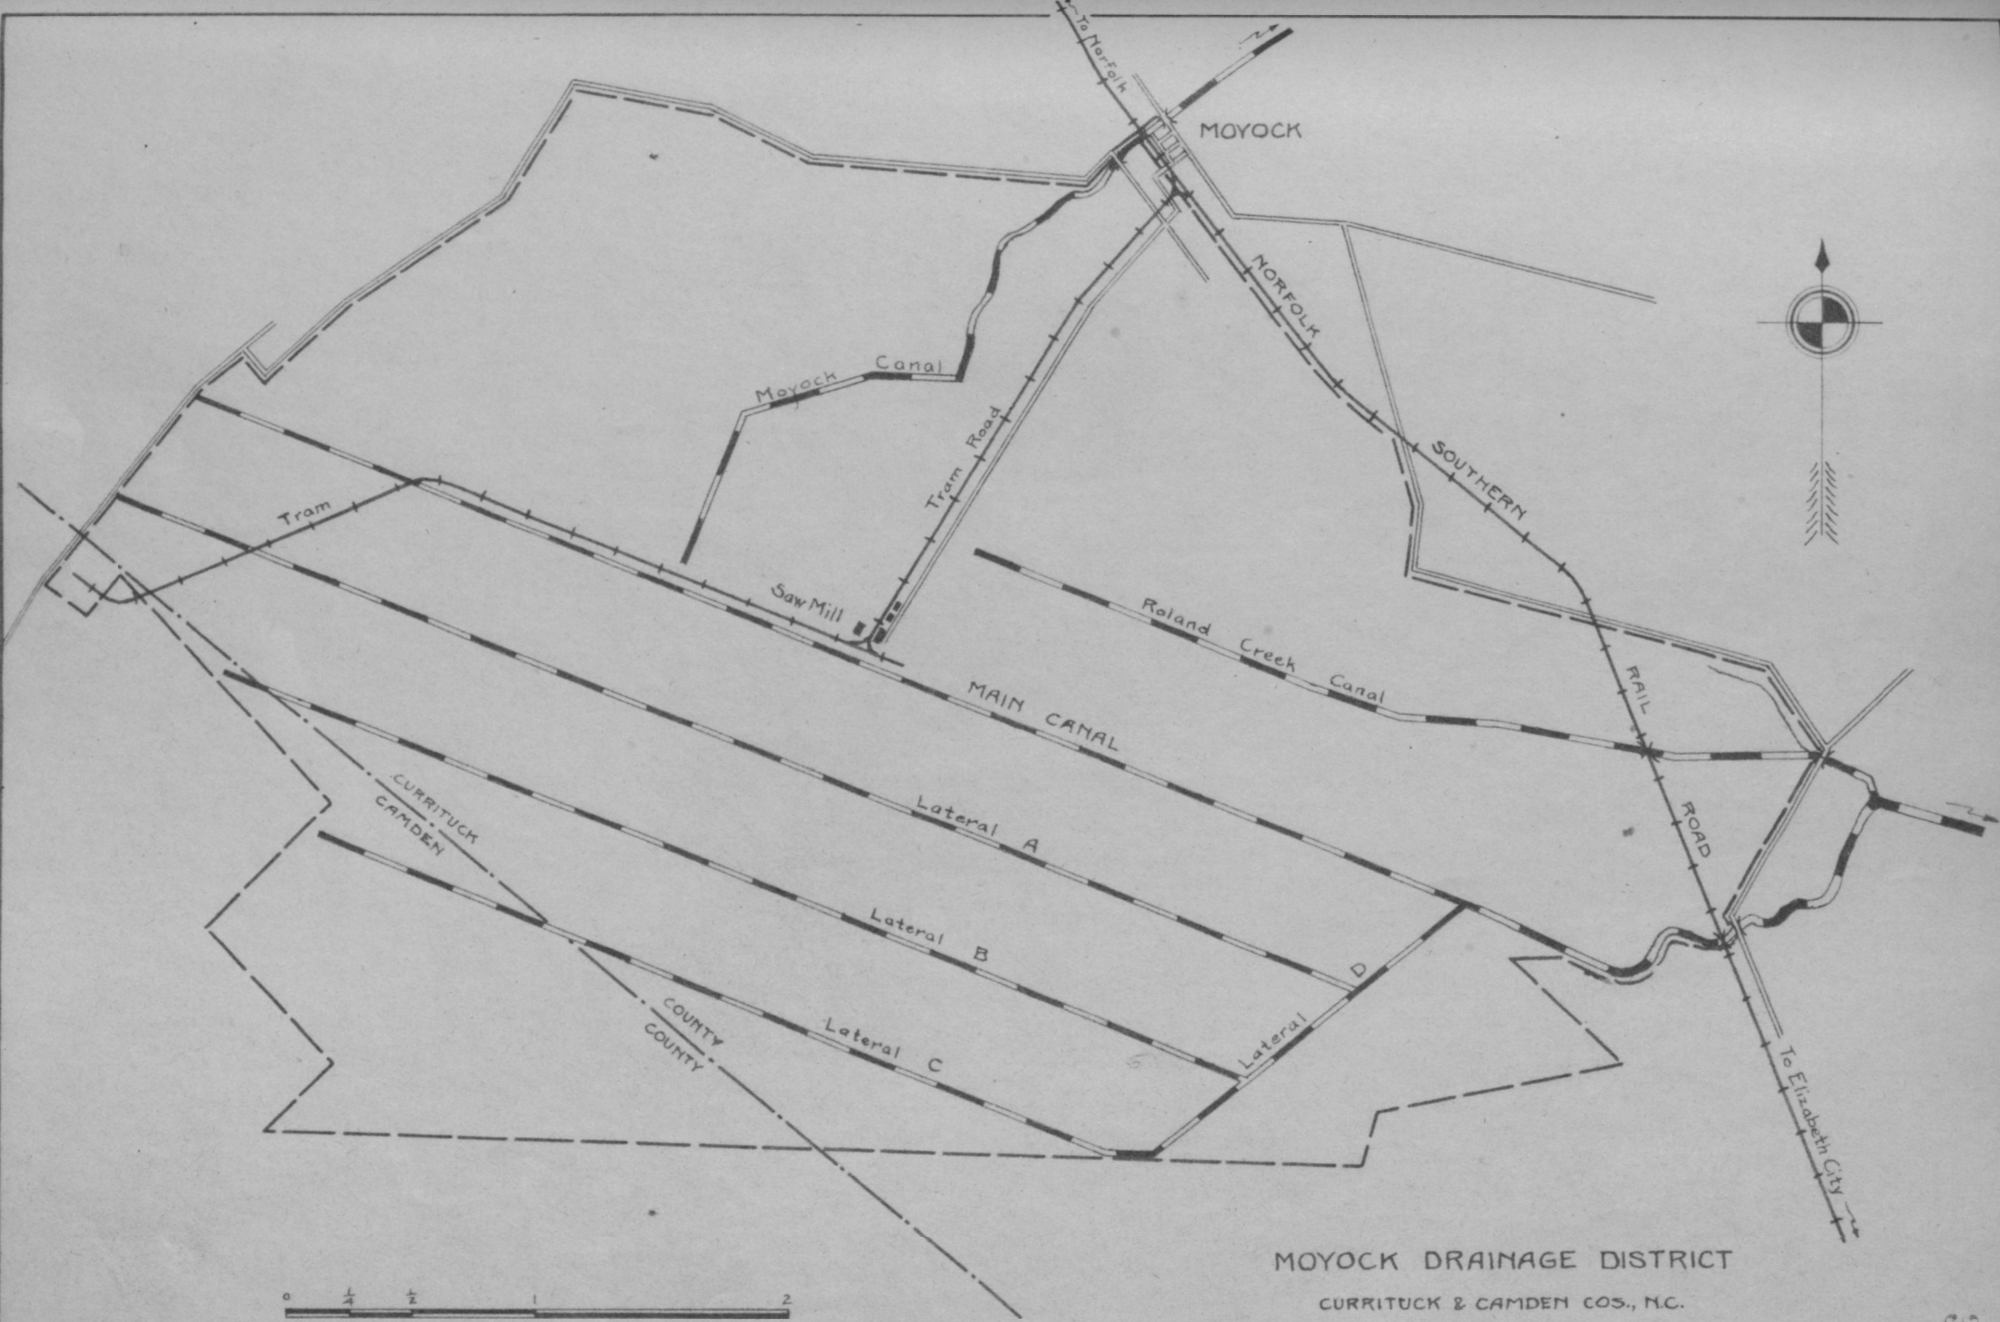 To Norfolk
MOYOCK
NORFOLK
SOUTHERN
RAIL
ROAD
Moyock Canal
Tram Road
Tram
Saw Mill
Roland Creek Canal
MAIN CANAL
Lateral A
Lateral B
Lateral C
Lateral D
CURRITUCK
CAMDEN
COUNTY
COUNTY
To Elizabeth City
MOYOCK DRAINAGE DISTRICT
CURRITUCK & CAMDEN COS., N.C.
0 1/4 1/2 1 2